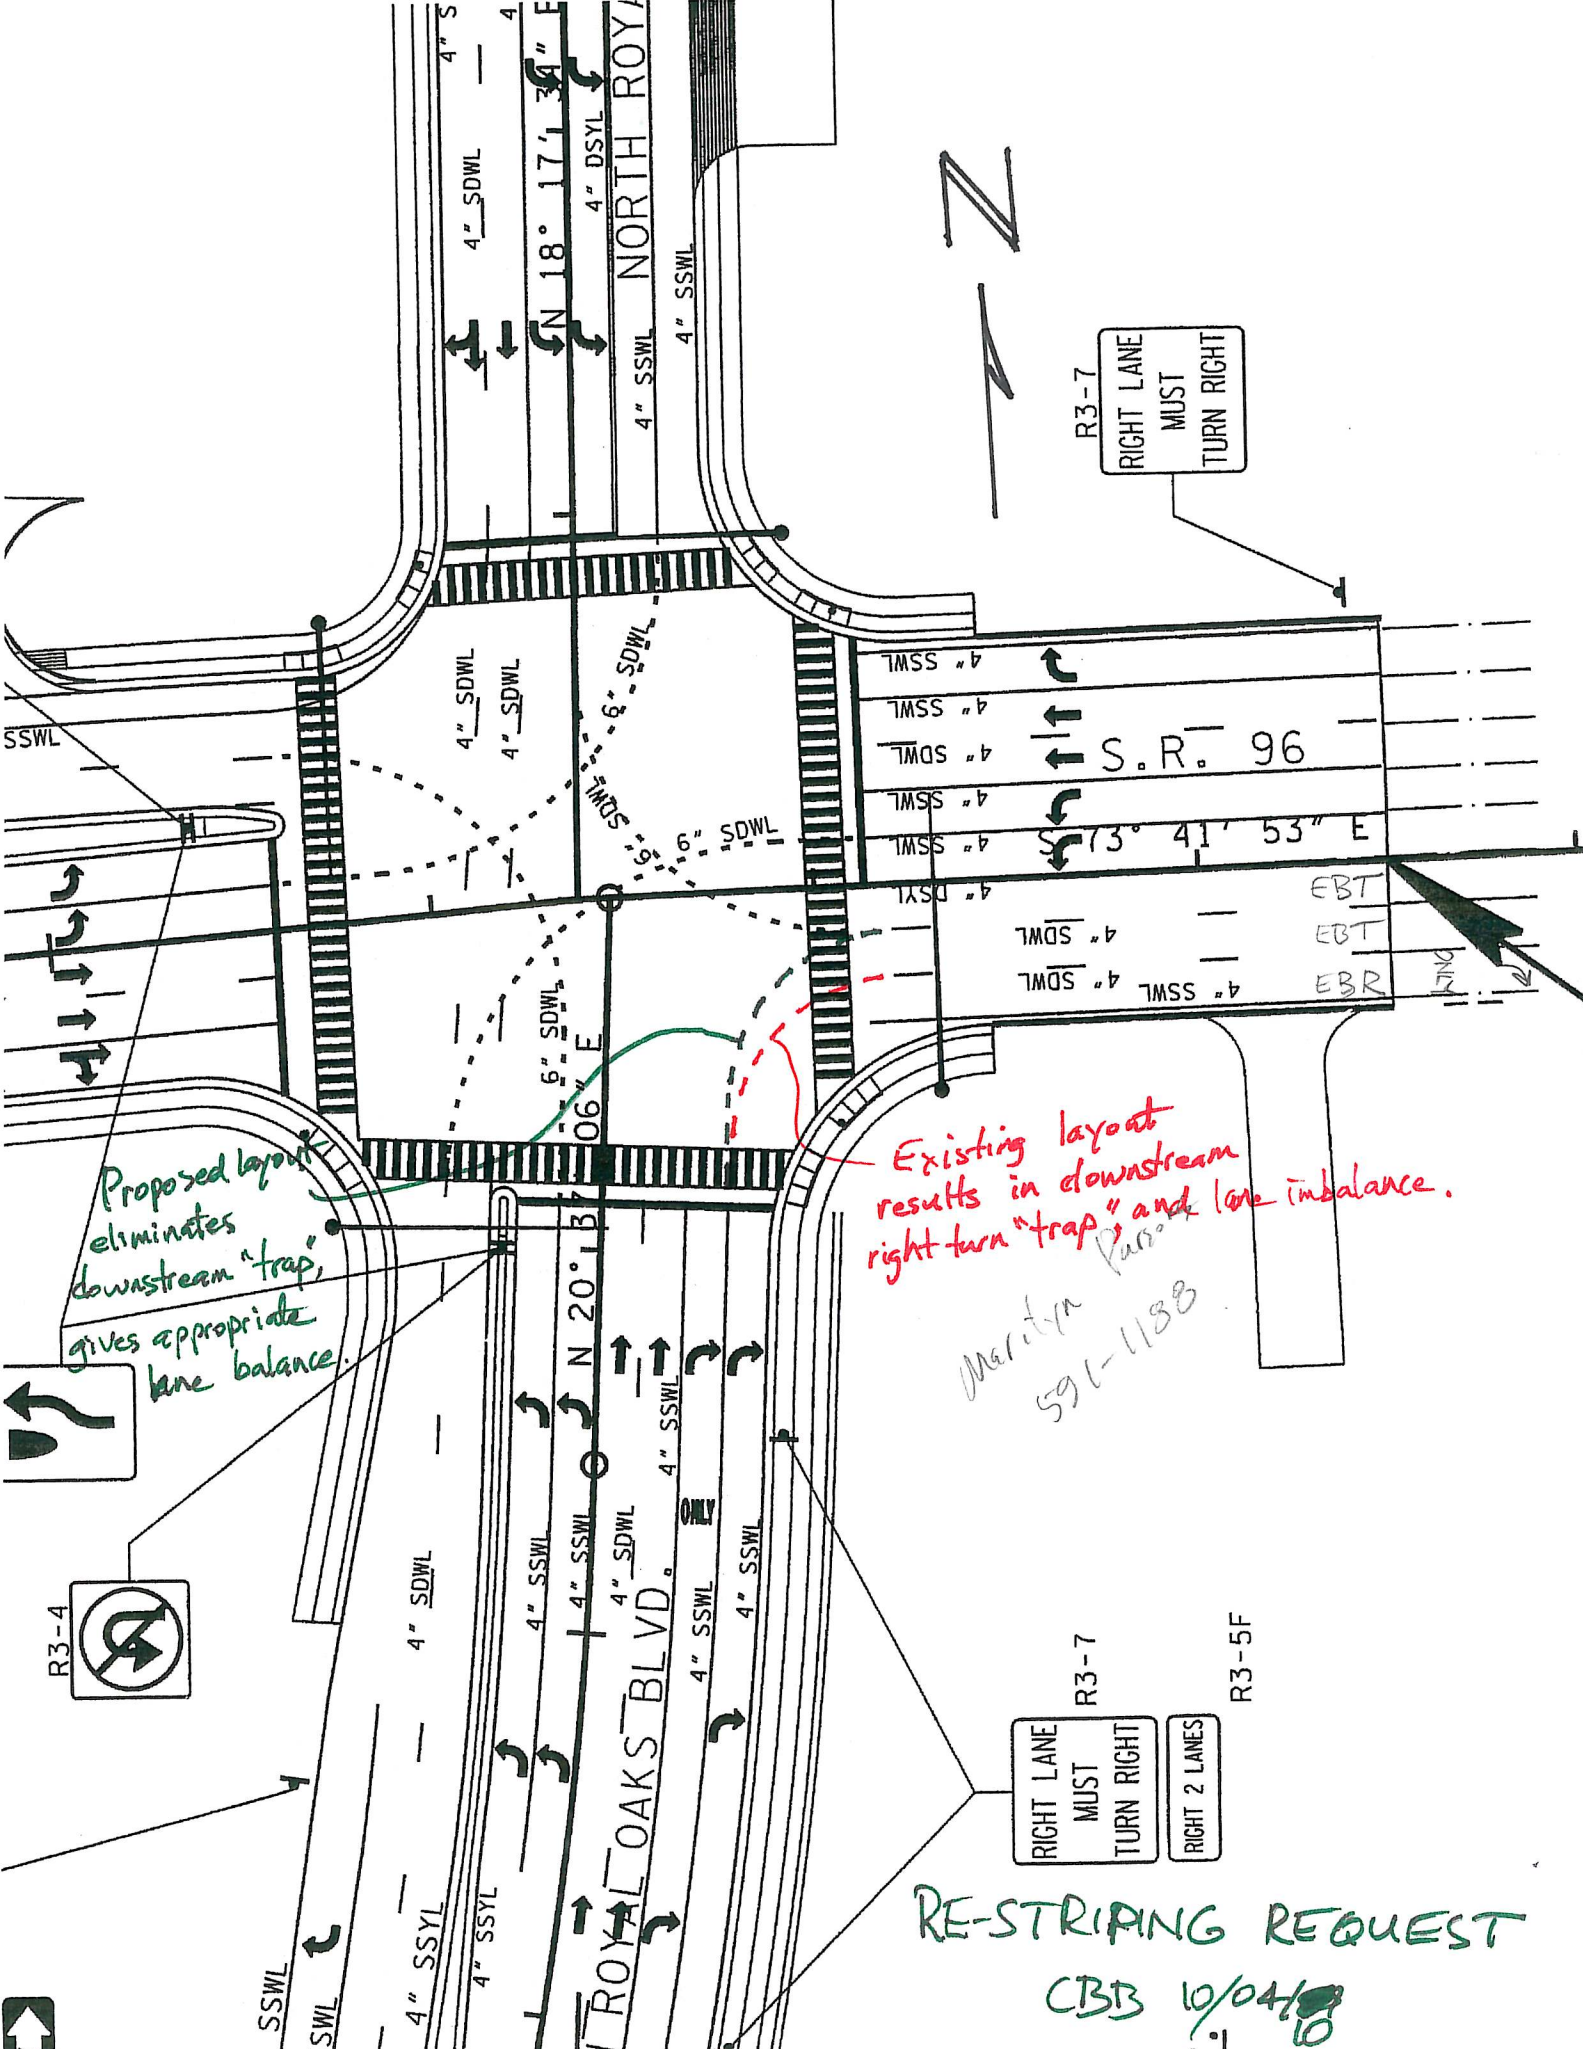 4" S
4
4" SDWL
N 18° 17' 34" E
4" DSYL
NORTH ROYA
4" SSWL
4" SSWL
N
R3-7
RIGHT LANE
MUST
TURN RIGHT
SSWL
4" SDWL
4" SDWL
6" SDWL
6" SDWL
6" SDWL
6" SDWL
4" SSWL
4" SSWL
4" SDWL
4" SSWL
4" SSWL
4" DSYL
S.R. 96
S 73° 41' 53" E
4" SDWL
4" SDWL
4" SSWL
EBT
EBT
EBR
Proposed layout
eliminates
downstream "trap",
gives appropriate
lane balance.
Existing layout
results in downstream
right turn "trap", and lane imbalance.
Marilyn
591-1188
N 20° 13' 06" E
R3-4
4" SDWL
4" SSWL
4" SSWL
4" SDWL
4" SSWL
ONLY
4" SSWL
4" SSWL
ROYAL OAKS BLVD.
4" SSYL
4" SSYL
SSWL
SWL
R3-7
RIGHT LANE
MUST
TURN RIGHT
R3-5F
RIGHT 2 LANES
RE-STRIPING REQUEST
CBB 10/04/
10